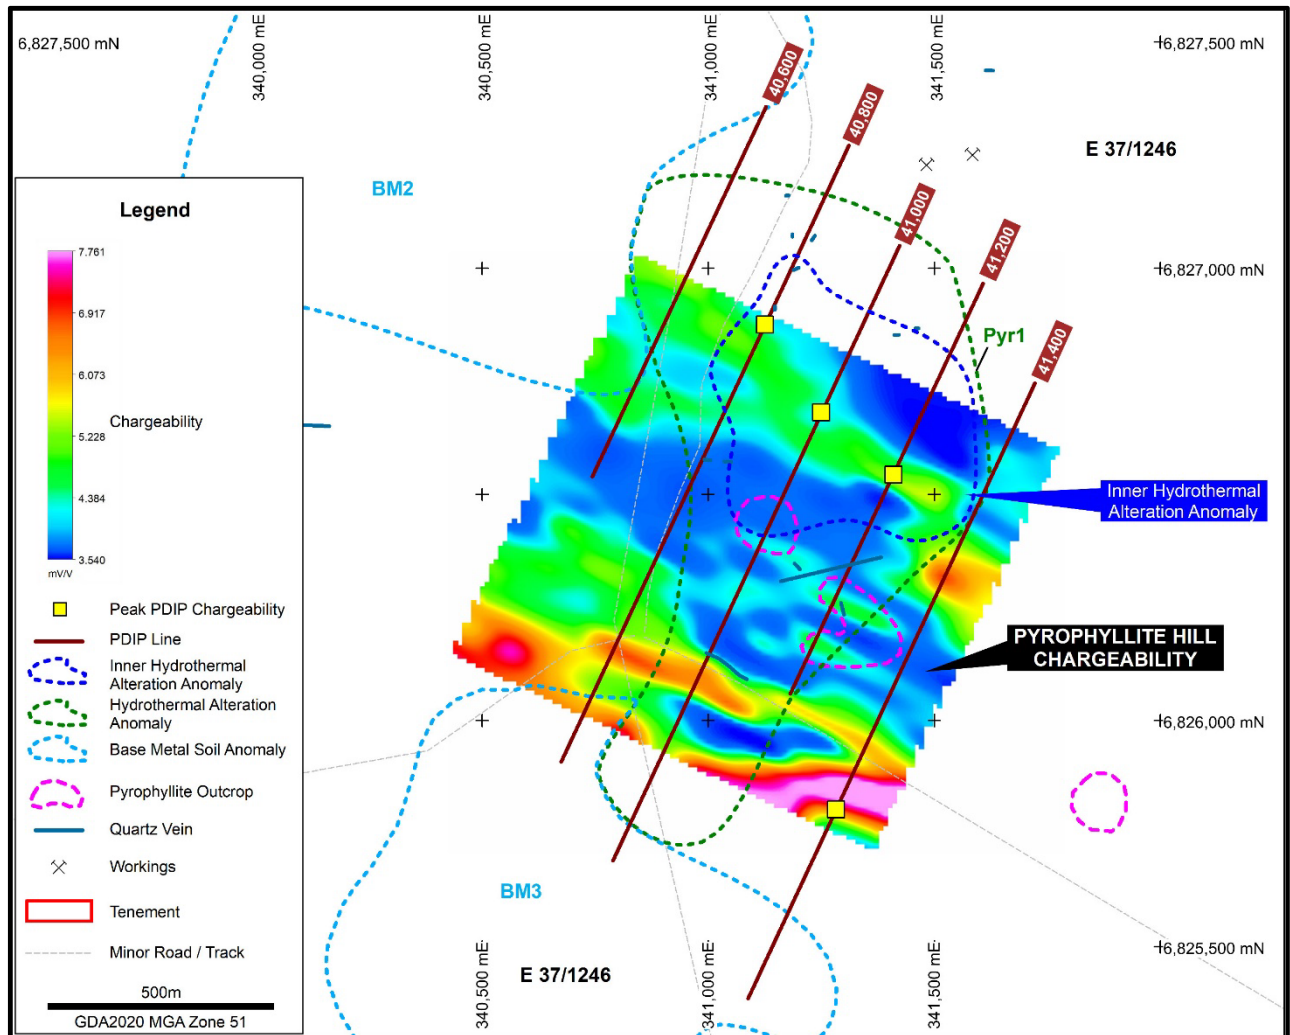 6,827,500 mN
340,000 mE
340,500 mE
341,000 mE
341,500 mE
6,827,500 mN
40,600
40,800
41,000
41,200
41,400
E 37/1246
BM2
6,827,000 mN
Pyr1
Legend
7.761
6.917
6.073
5.228
4.384
3.540
mV/V
Chargeability
Peak PDIP Chargeability
PDIP Line
Inner Hydrothermal
Alteration Anomaly
Hydrothermal Alteration
Anomaly
Base Metal Soil Anomaly
Pyrophyllite Outcrop
Quartz Vein
Workings
Tenement
Minor Road / Track
500m
GDA2020 MGA Zone 51
Inner Hydrothermal
Alteration Anomaly
PYROPHYLLITE HILL
CHARGEABILITY
6,826,000 mN
BM3
6,825,500 mN
E 37/1246
340,500 mE
341,000 mE
341,500 mE